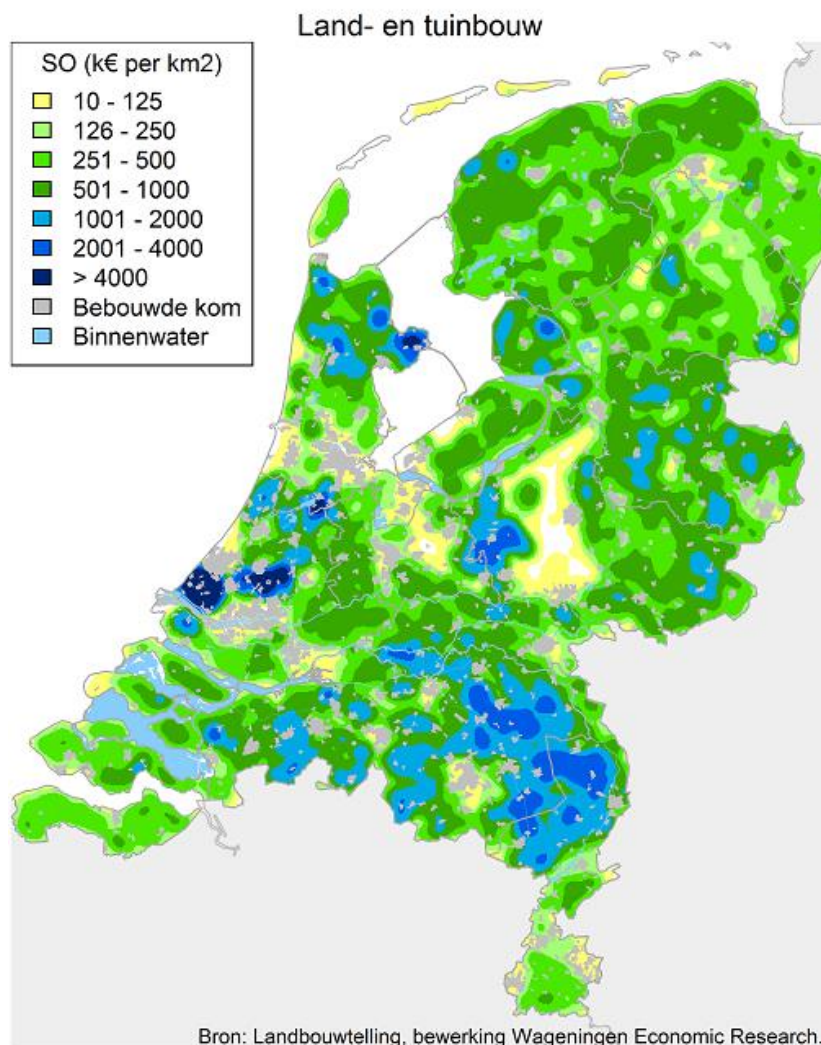 Land- en tuinbouw
SO (k€ per km2)
10 - 125
126 - 250
251 - 500
501 - 1000
1001 - 2000
2001 - 4000
> 4000
Bebouwde kom
Binnenwater
Bron: Landbouwtelling, bewerking Wageningen Economic Research.